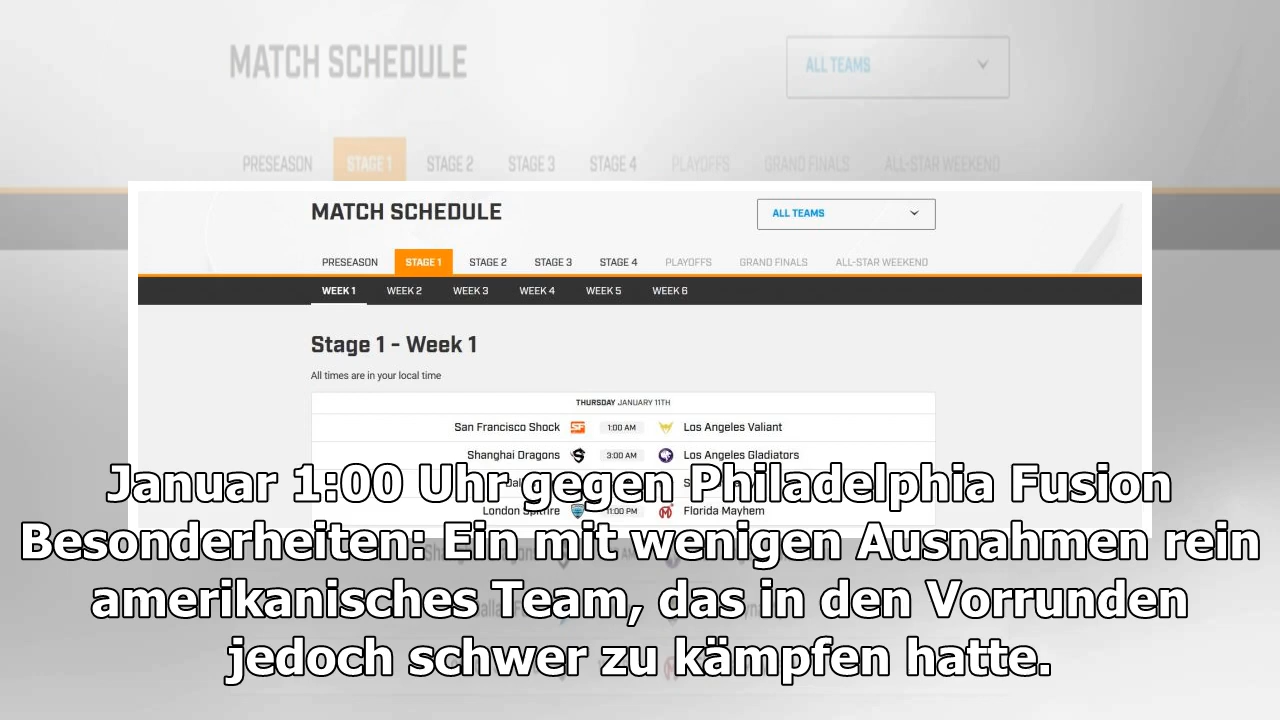 MATCH SCHEDULE
ALL TEAMS
PRESEASON STAGE 1 STAGE 2 STAGE 3 STAGE 4 PLAYOFFS GRAND FINALS ALL-STAR WEEKEND
MATCH SCHEDULE
ALL TEAMS
PRESEASON STAGE 1 STAGE 2 STAGE 3 STAGE 4 PLAYOFFS GRAND FINALS ALL-STAR WEEKEND
WEEK 1 WEEK 2 WEEK 3 WEEK 4 WEEK 5 WEEK 6
Stage 1 - Week 1
All times are in your local time
THURSDAY JANUARY 11TH
San Francisco Shock SF 1:00 AM Los Angeles Valiant
Shanghai Dragons 3:00 AM Los Angeles Gladiators
London Spitfire 11:00 PM Florida Mayhem
Januar 1:00 Uhr gegen Philadelphia Fusion
Besonderheiten: Ein mit wenigen Ausnahmen rein
amerikanisches Team, das in den Vorrunden
jedoch schwer zu kämpfen hatte.